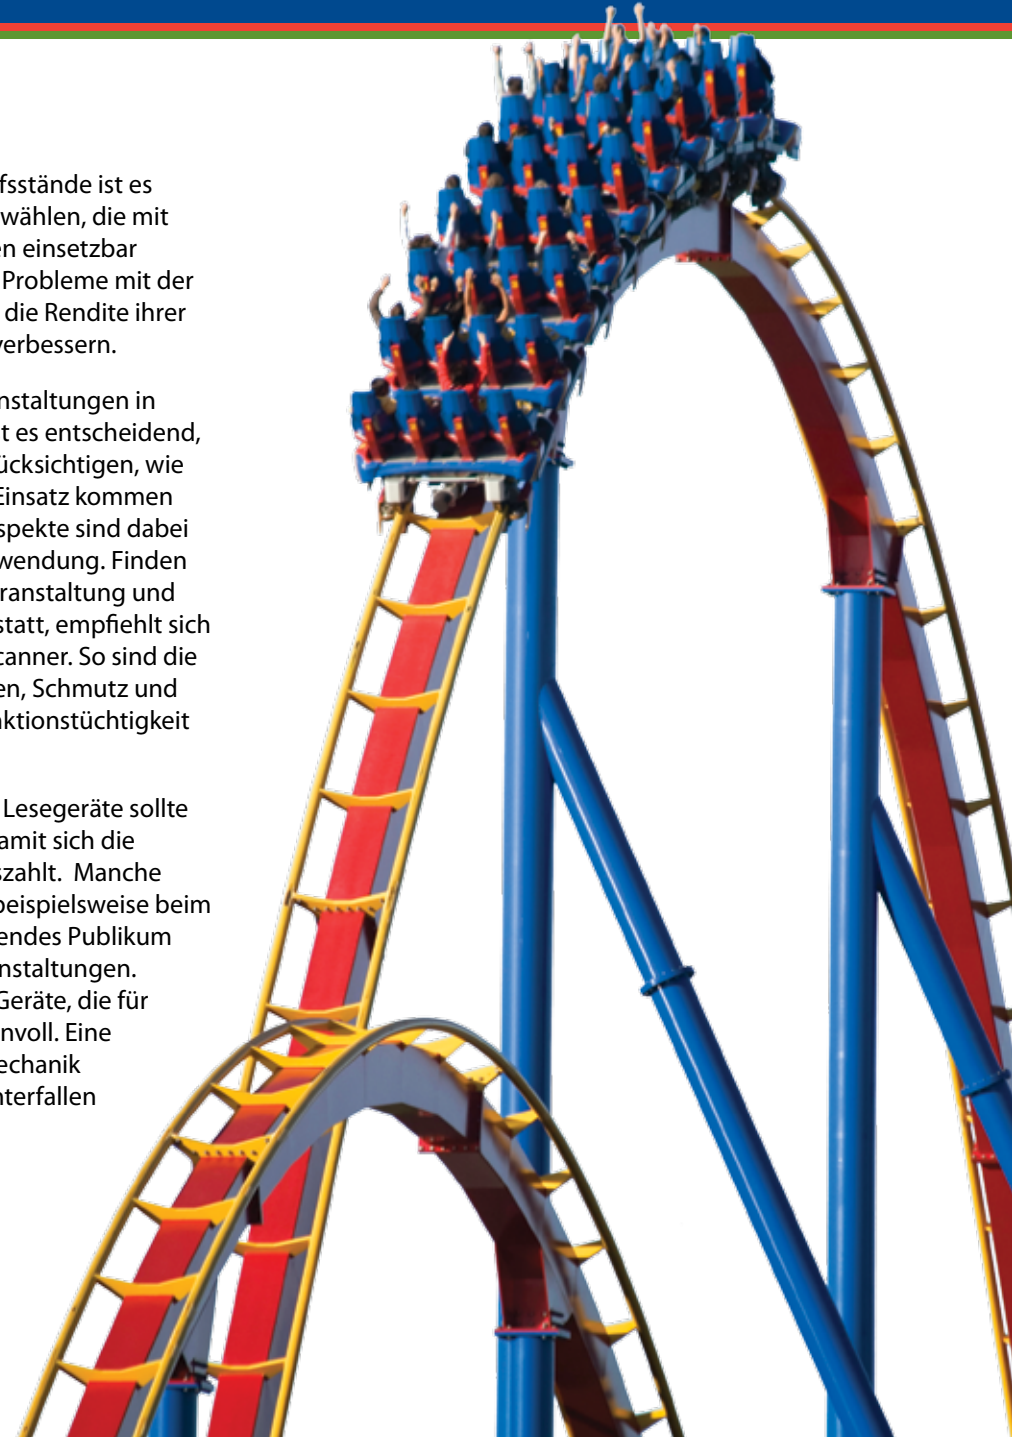 fsstände ist es
wählen, die mit
en einsetzbar
Probleme mit der
die Rendite ihrer
verbessern.
nstaltungen in
t es entscheidend,
ücksichtigen, wie
Einsatz kommen
spekte sind dabei
wendung. Finden
ranstaltung und
statt, empfiehlt sich
canner. So sind die
en, Schmutz und
nktionstüchtigkeit
Lesegeräte sollte
amit sich die
szahlt. Manche
beispielsweise beim
endes Publikum
nstaltungen.
Geräte, die für
nvoll. Eine
echanik
nterfallen